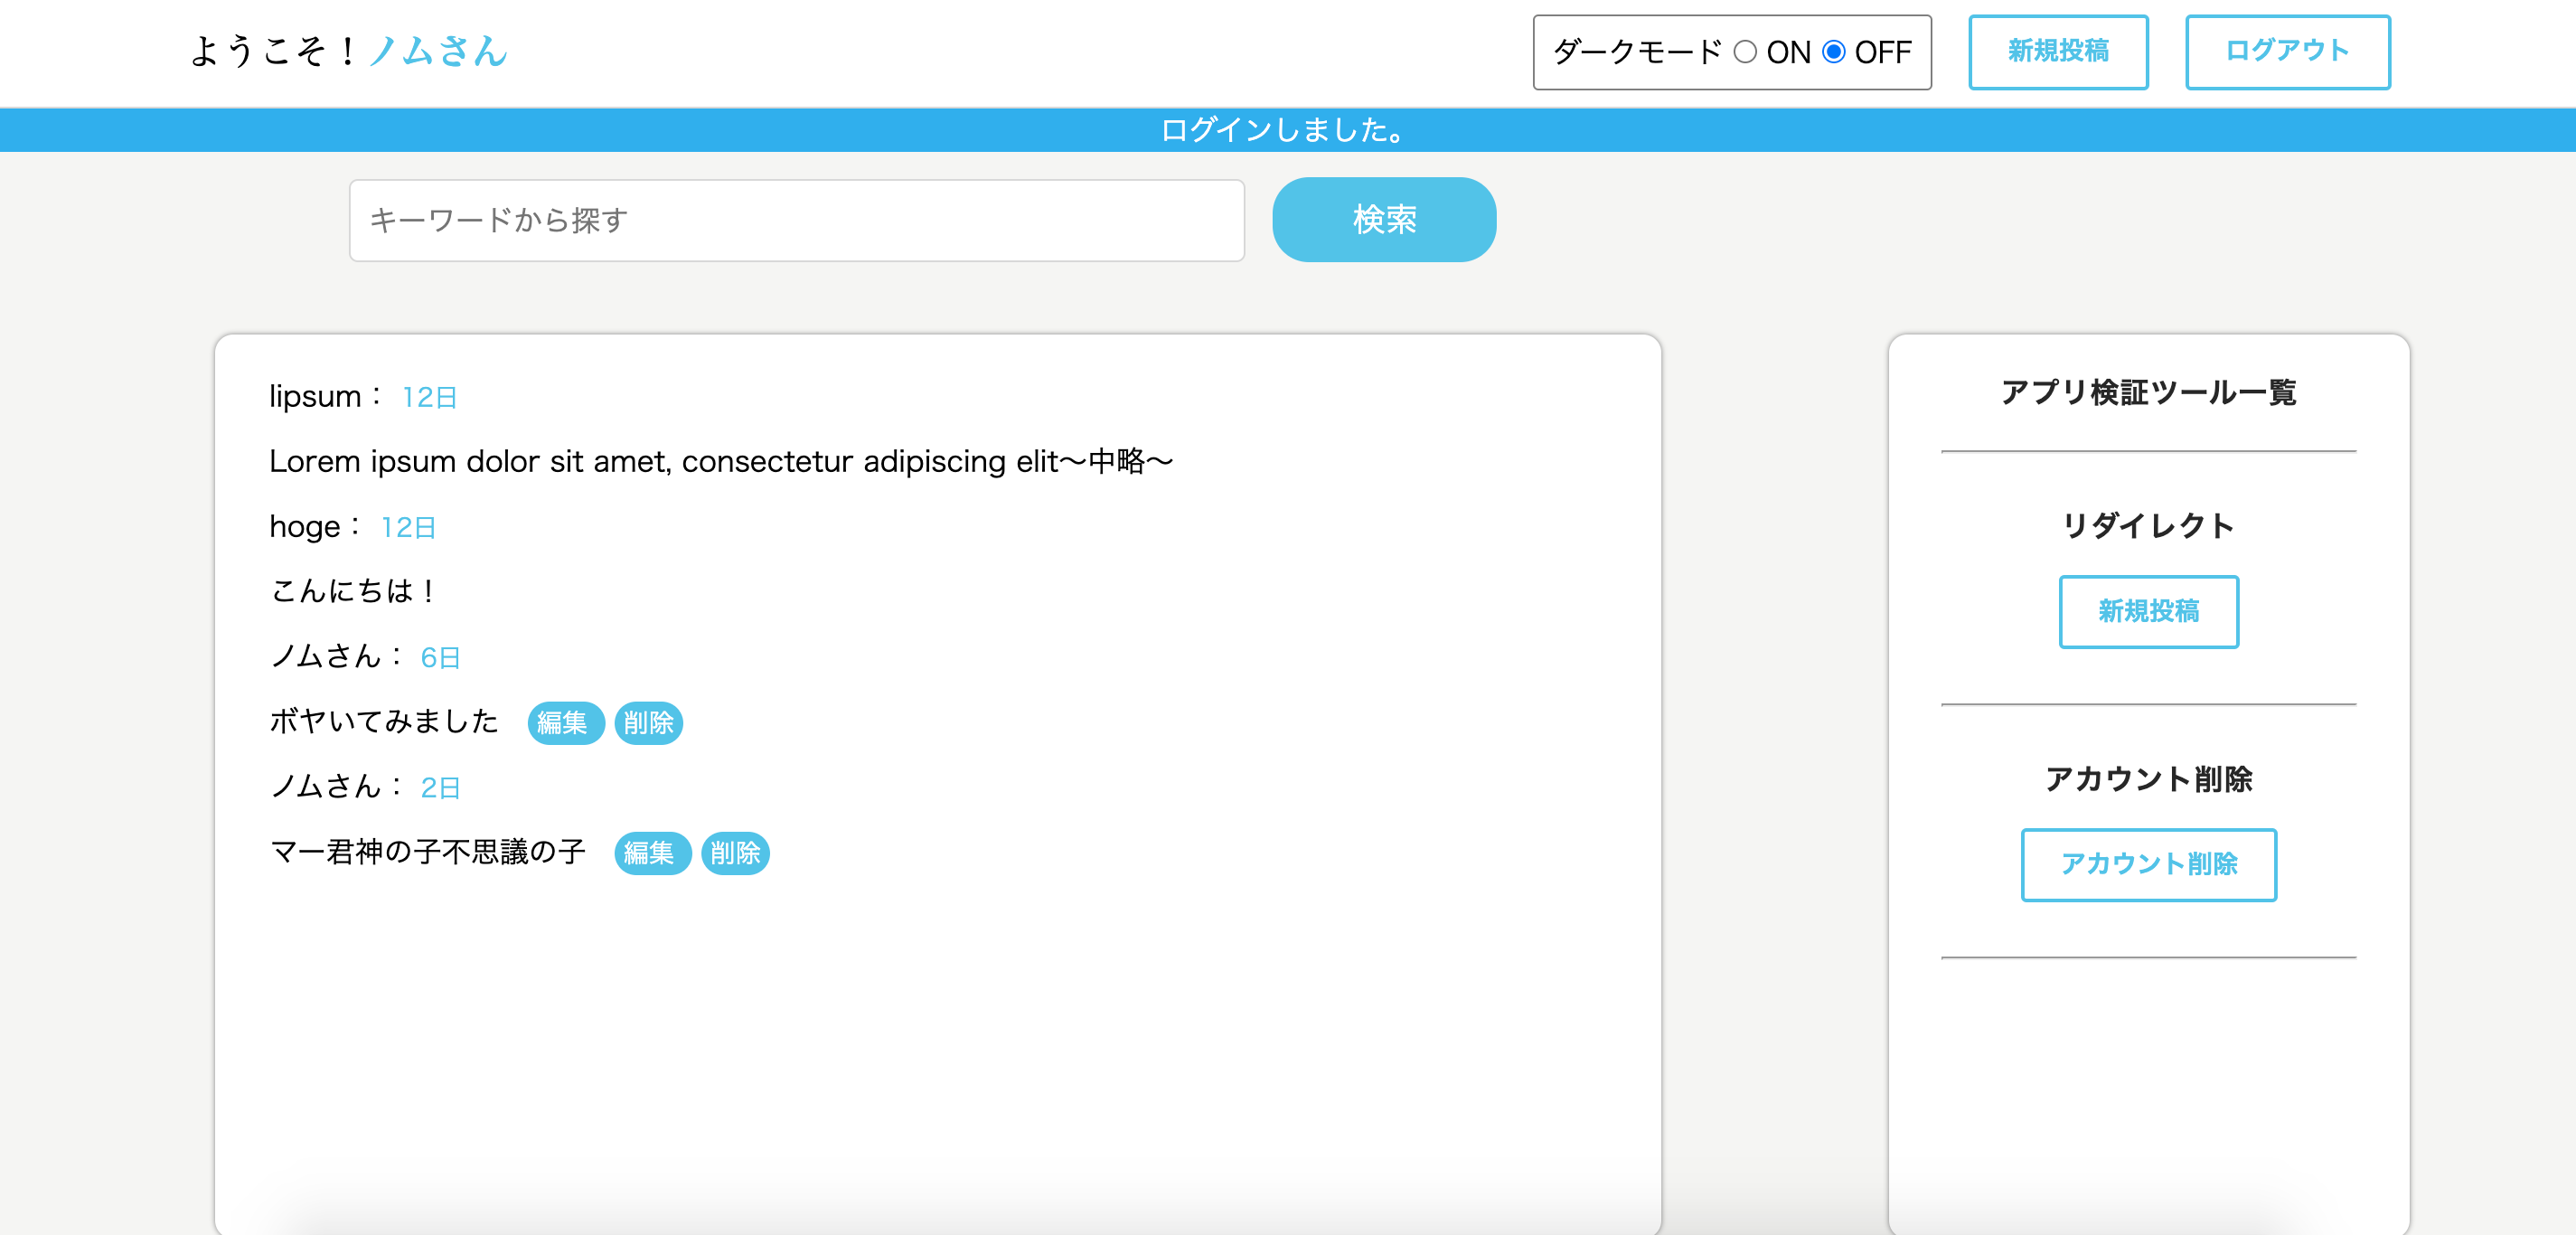 ようこそ！ノムさん
ダークモード ON OFF
新規投稿
ログアウト
ログインしました。
キーワードから探す
検索
lipsum： 12日
Lorem ipsum dolor sit amet, consectetur adipiscing elit〜中略〜
hoge： 12日
こんにちは！
ノムさん： 6日
ボヤいてみました 編集 削除
ノムさん： 2日
マー君神の子不思議の子 編集 削除
アプリ検証ツール一覧
リダイレクト
新規投稿
アカウント削除
アカウント削除